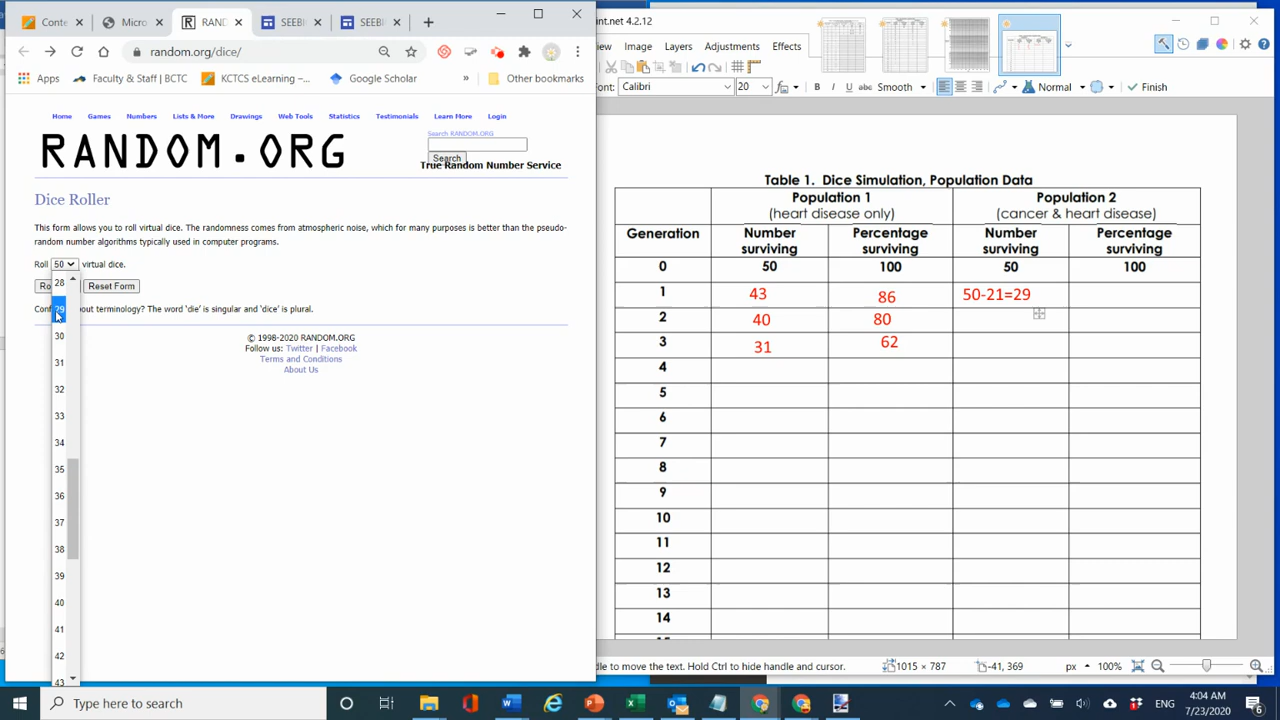 Conte
Micro
RAND
SEEBI
SEEBI
random.org/dice/
Apps
Faculty & Staff | BCTC
KCTCS eLearning –...
Google Scholar
»
Other bookmarks
Home Games Numbers Lists & More Drawings Web Tools Statistics Testimonials Learn More Login
Search RANDOM.ORG
RANDOM.ORG
Search
True Random Number Service
Dice Roller
This form allows you to roll virtual dice. The randomness comes from atmospheric noise, which for many purposes is better than the pseudo-
random number algorithms typically used in computer programs.
Roll 50 virtual dice.
Ro
Reset Form
Conf out terminology? The word 'die' is singular and 'dice' is plural.
© 1998-2020 RANDOM.ORG
Follow us: Twitter | Facebook
Terms and Conditions
About Us
28
29
30
31
32
33
34
35
36
37
38
39
40
41
42
43
int.net 4.2.12
ew Image Layers Adjustments Effects
ont: Calibri 20 B I U abc Smooth Normal Finish
Table 1. Dice Simulation, Population Data
Population 1 Population 2
(heart disease only) (cancer & heart disease)
Generation Number surviving Percentage surviving Number surviving Percentage surviving
0 50 100 50 100
1 43 86 50-21=29
2 40 80
3 31 62
4
5
6
7
8
9
10
11
12
13
14
dle to move the text. Hold Ctrl to hide handle and cursor.
1015 × 787
-41, 369
px
100%
Type here to search
ENG
4:04 AM
7/23/2020
6